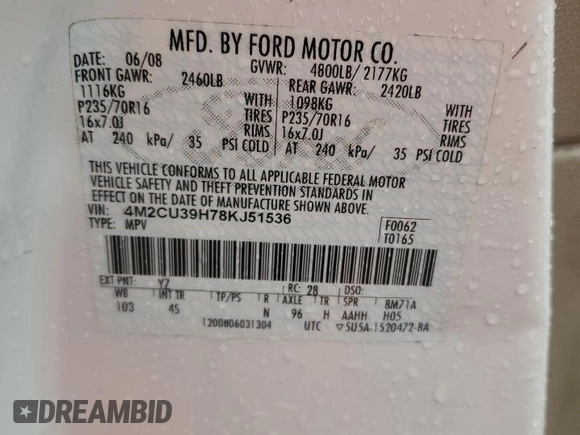 MFD. BY FORD MOTOR CO.
DATE: 06/08 GVWR: 4800LB/ 2177KG
FRONT GAWR: 2460LB REAR GAWR: 2420LB
1116KG WITH 1098KG WITH
P235/70R16 TIRES P235/70R16 TIRES
16x7.0J RIMS 16x7.0J RIMS
AT 240 kPa/ 35 PSI COLD AT 240 kPa/ 35 PSI COLD
THIS VEHICLE CONFORMS TO ALL APPLICABLE FEDERAL MOTOR
VEHICLE SAFETY AND THEFT PREVENTION STANDARDS IN
EFFECT ON THE DATE OF MANUFACTURE SHOWN ABOVE.
VIN: 4M2CU39H78KJ51536 F0062
TYPE: MPV T0165
EXT PNT: Y7 RC: 28 DSO:
WB INT TR TP/PS R AXLE TR SPR 8M71A
103 4S N 96 H AAHH H05
1200806031304 UTC ▽5U5A-1520472-BA
DREAMBID